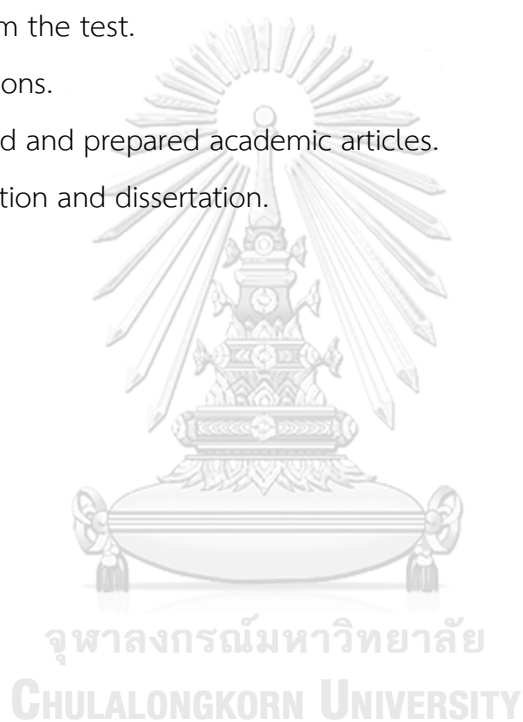 m the test.
ons.
d and prepared academic articles.
tion and dissertation.
จุฬาลงกรณ์มหาวิทยาลัย
CHULALONGKORN UNIVERSITY